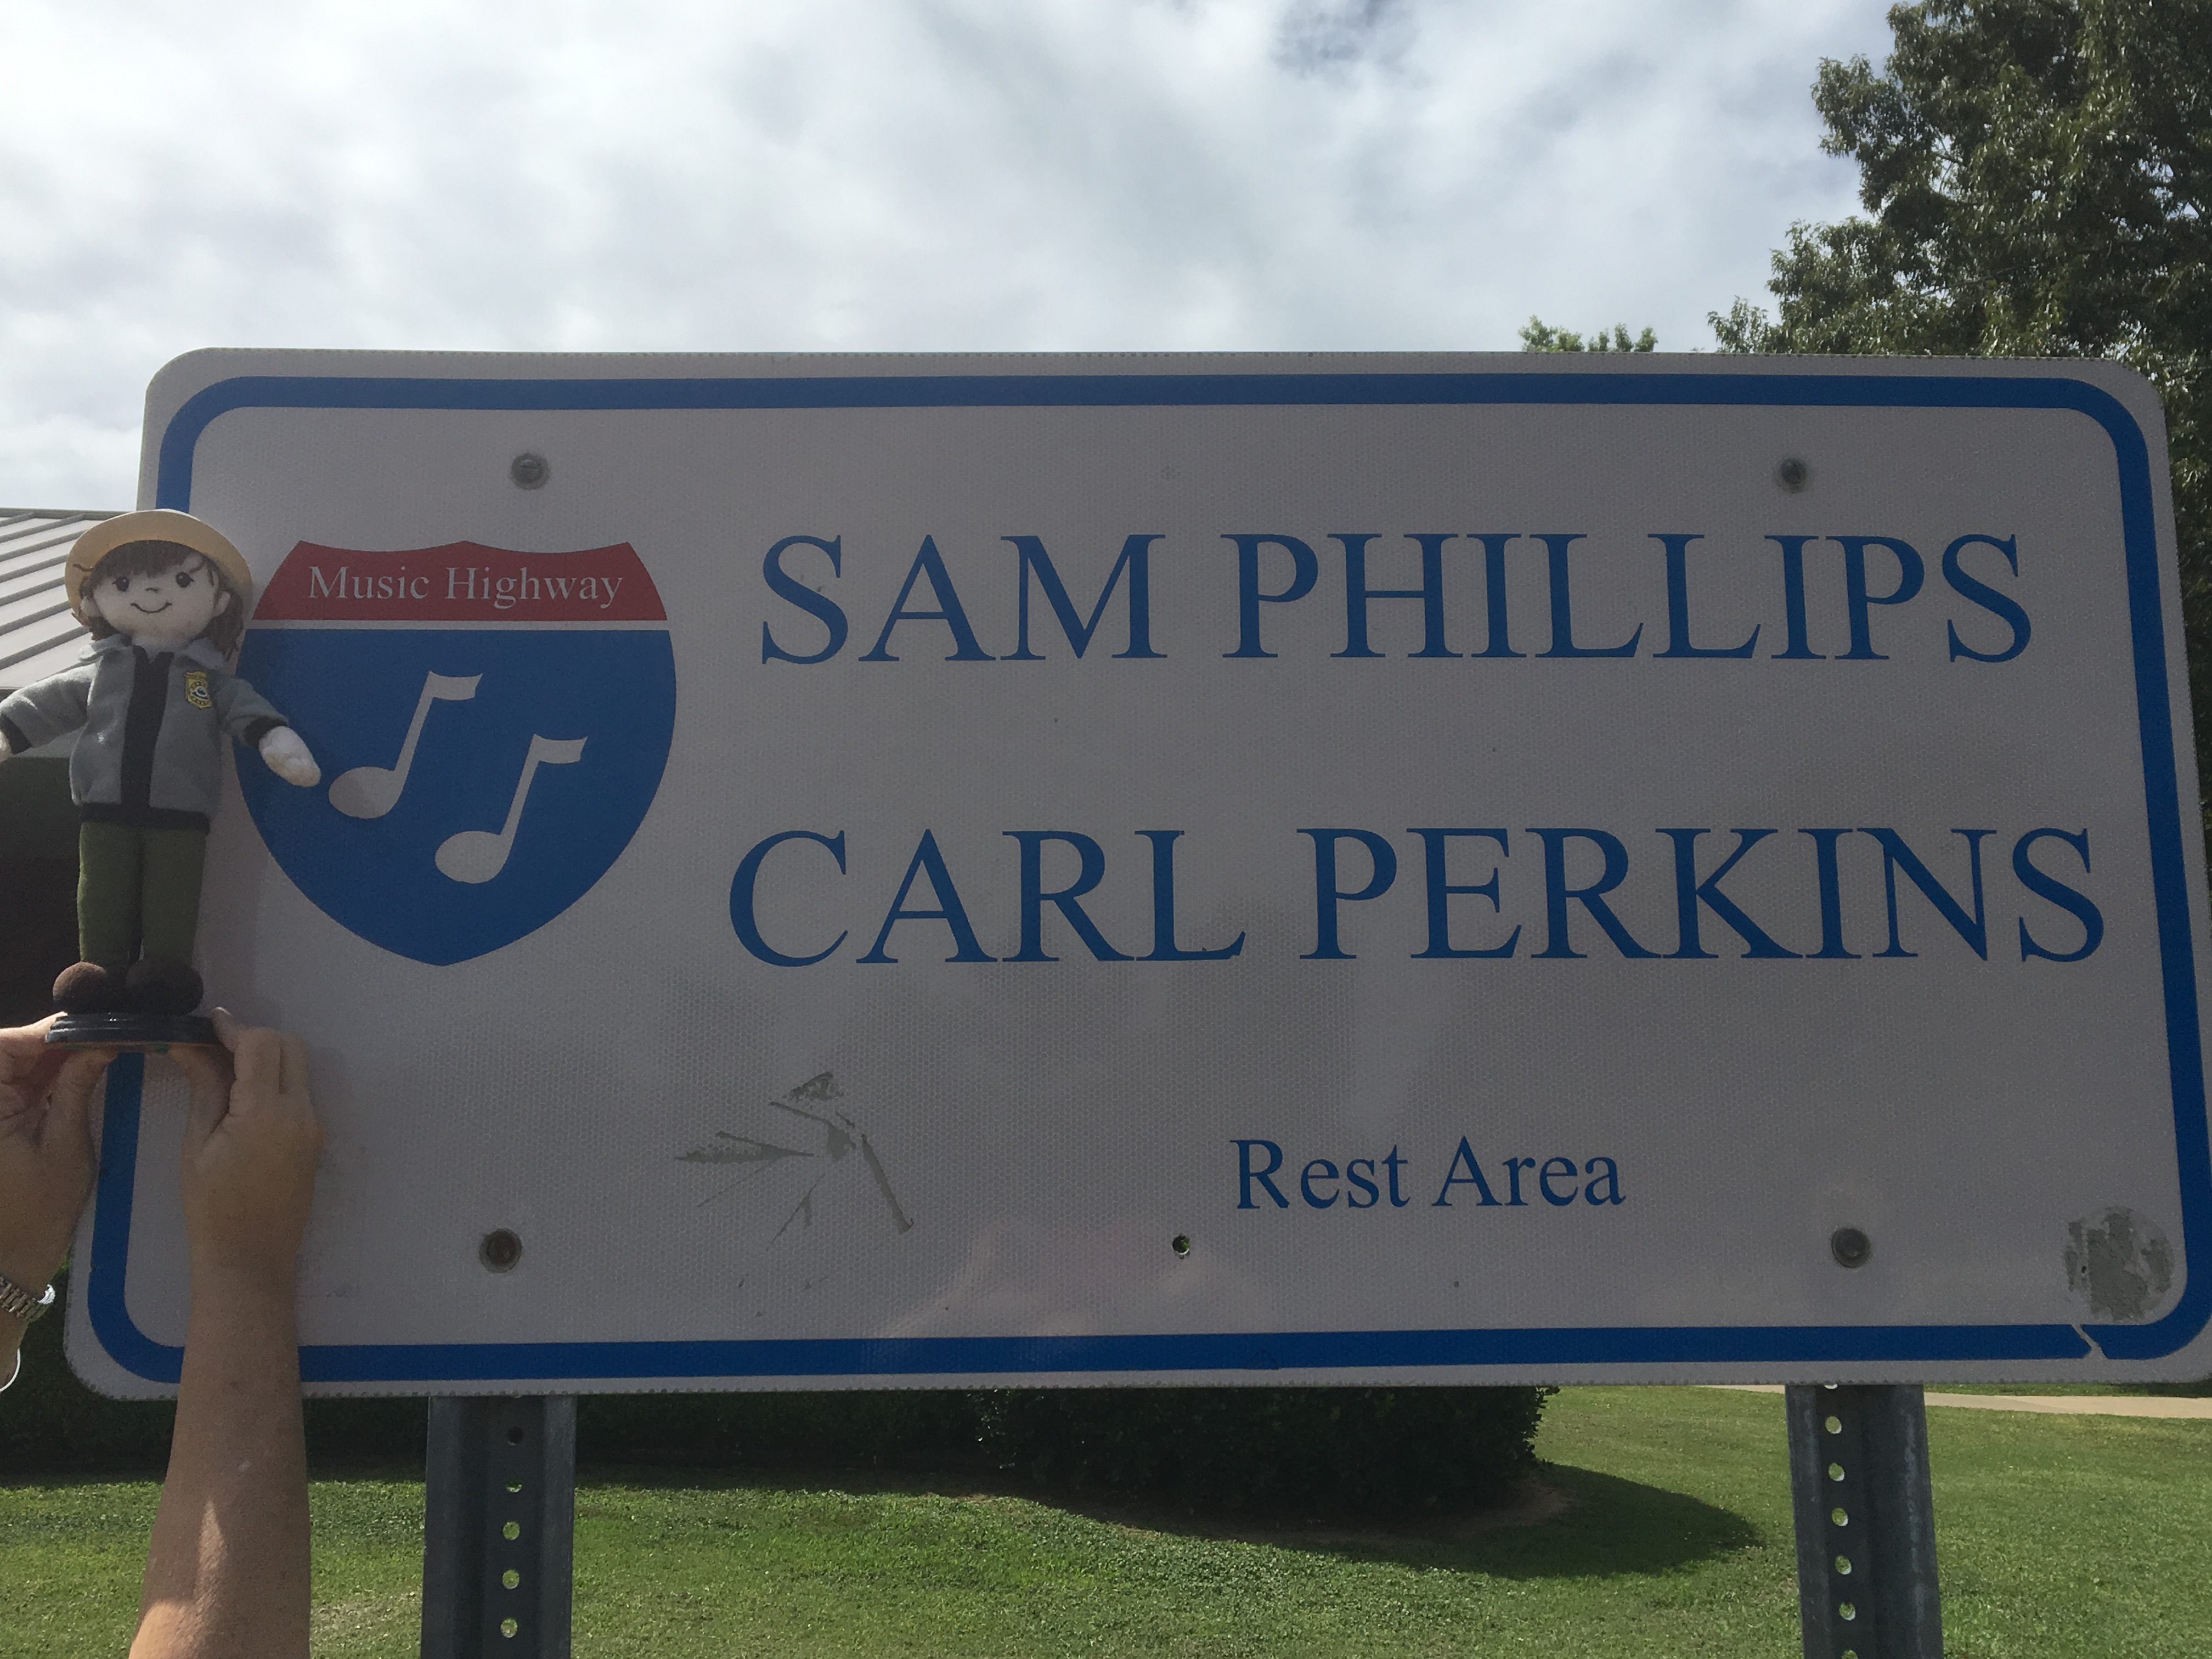 Music Highway
SAM PHILLIPS
CARL PERKINS
Rest Area